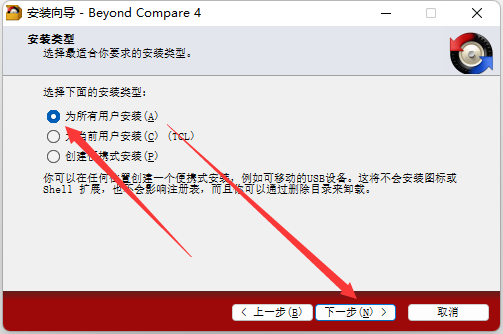 安装向导 - Beyond Compare 4
安装类型
选择最适合你要求的安装类型。
选择下面的安装类型:
为所有用户安装(A)
当前用户安装(C) (TCL)
创建便携式安装(P)
你可以在任何位置创建一个便携式安装，例如可移动的USB设备。这将不会安装图标或
Shell 扩展，也不会影响注册表，而且你可以通过删除目录来卸载。
< 上一步(B)
下一步(N) >
取消